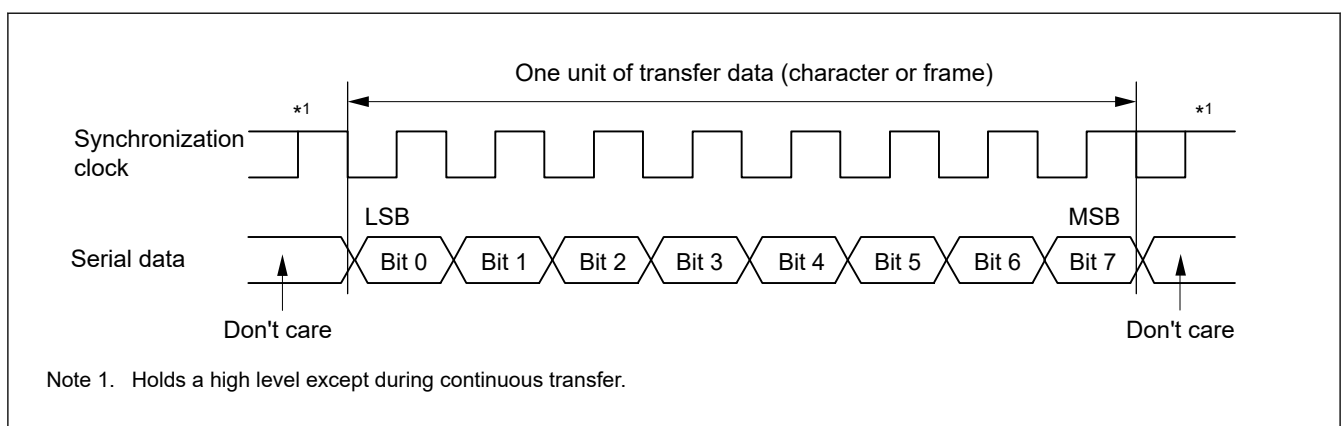 One unit of transfer data (character or frame)
*1
*1
Synchronization
clock
LSB
MSB
Serial data
Bit 0
Bit 1
Bit 2
Bit 3
Bit 4
Bit 5
Bit 6
Bit 7
Don't care
Don't care
Note 1. Holds a high level except during continuous transfer.